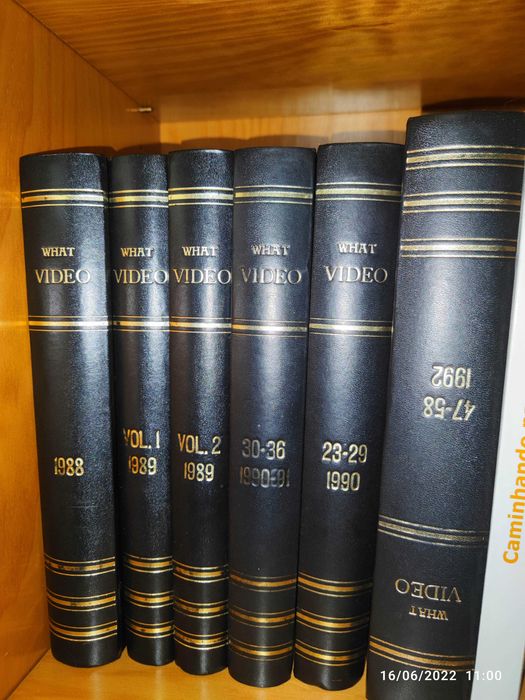 WHAT
VIDEO
1988
WHAT
VIDEO
VOL. 1
1989
WHAT
VIDEO
VOL. 2
1989
WHAT
VIDEO
30-36
1990-91
WHAT
VIDEO
23-29
1990
WHAT
VIDEO
47-58
1992
Caminhando
16/06/2022 11:00